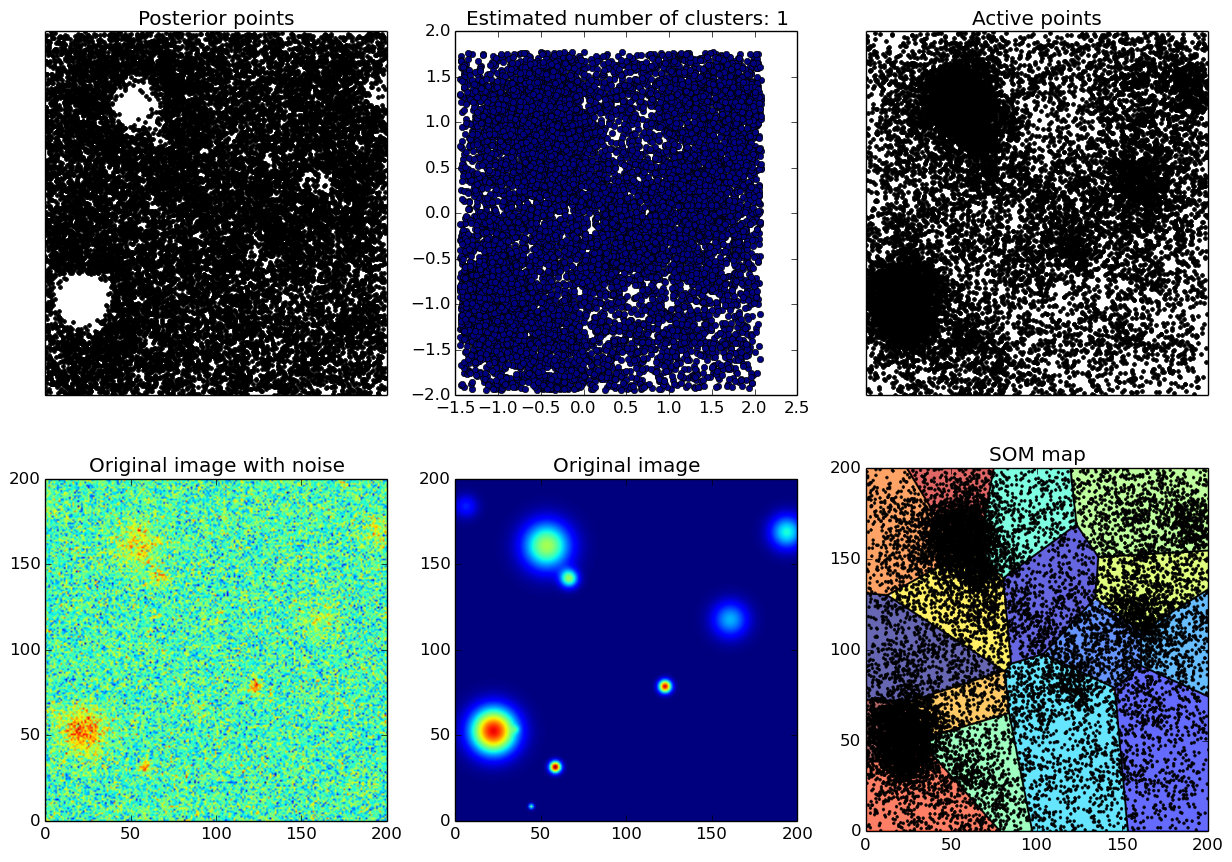 Posterior points
Estimated number of clusters: 1
Active points
2.0
1.5
1.0
0.5
0.0
−0.5
−1.0
−1.5
−2.0
−1.5 −1.0 −0.5 0.0 0.5 1.0 1.5 2.0 2.5
Original image with noise
Original image
SOM map
200
150
100
50
0
0 50 100 150 200
200
150
100
50
0
0 50 100 150 200
200
150
100
50
0
0 50 100 150 200